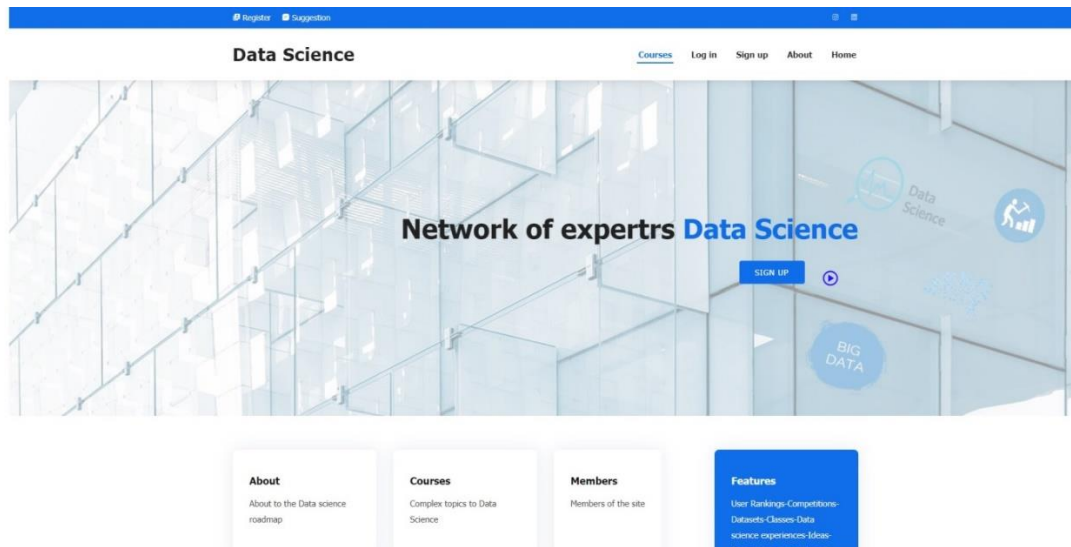 Register Suggestion
Data Science
Courses Log in Sign up About Home
Data
Science
Network of expertrs Data Science
SIGN UP
BIG
DATA
About
About to the Data science
roadmap
Courses
Complex topics to Data
Science
Members
Members of the site
Features
User Rankings-Competitions-
Datasets-Classes-Data
science experiences-Ideas-